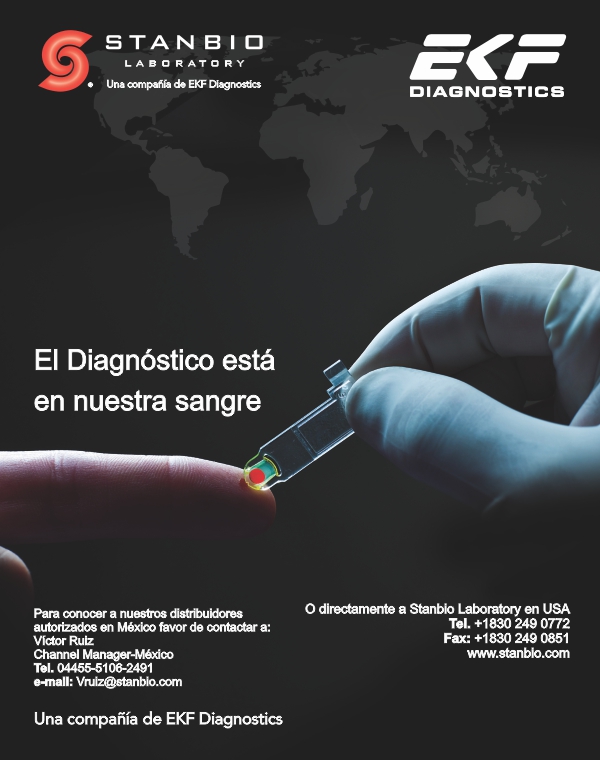 STANBIO
LABORATORY
Una compañía de EKF Diagnostics
EKF
DIAGNOSTICS
El Diagnóstico está
en nuestra sangre
Para conocer a nuestros distribuidores
autorizados en México favor de contactar a:
Víctor Ruiz
Channel Manager-México
Tel. 04455-5106-2491
e-mail: Vruiz@stanbio.com
O directamente a Stanbio Laboratory en USA
Tel. +1830 249 0772
Fax: +1830 249 0851
www.stanbio.com
Una compañía de EKF Diagnostics